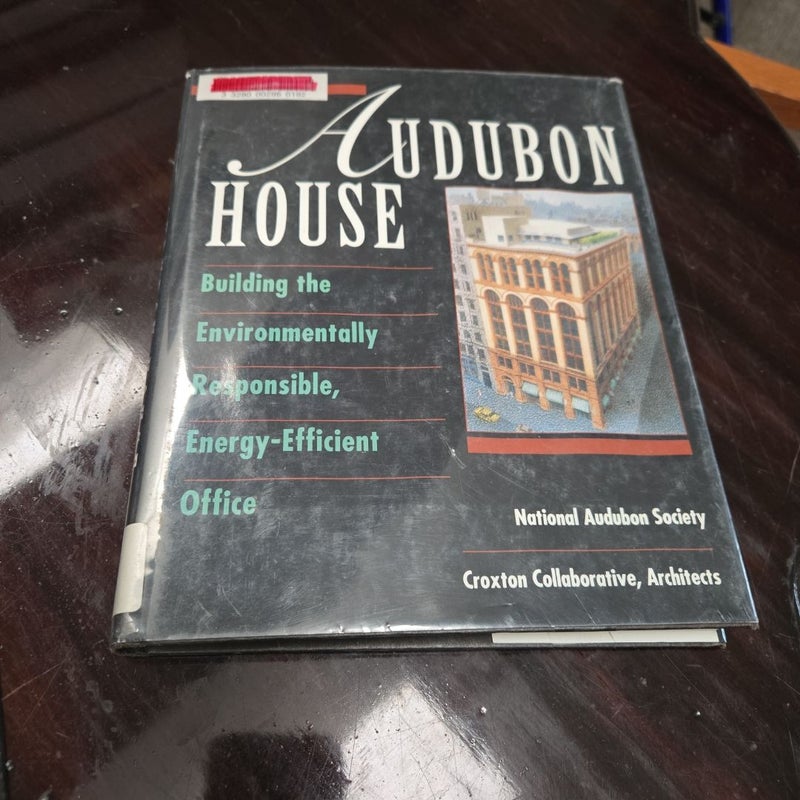 AUDUBON
HOUSE
Building the
Environmentally
Responsible,
Energy-Efficient
Office
National Audubon Society
Croxton Collaborative, Architects